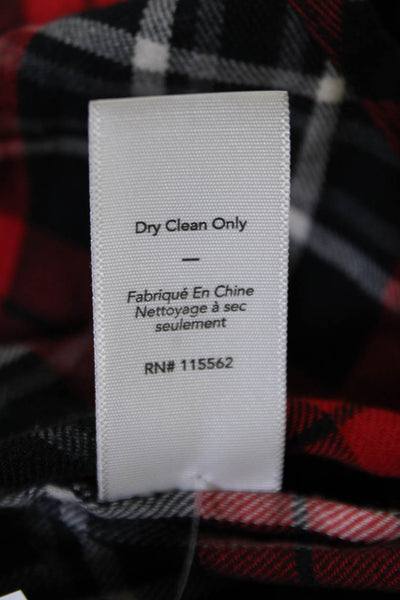 Dry Clean Only
—
Fabriqué En Chine
Nettoyage à sec
seulement
RN# 115562